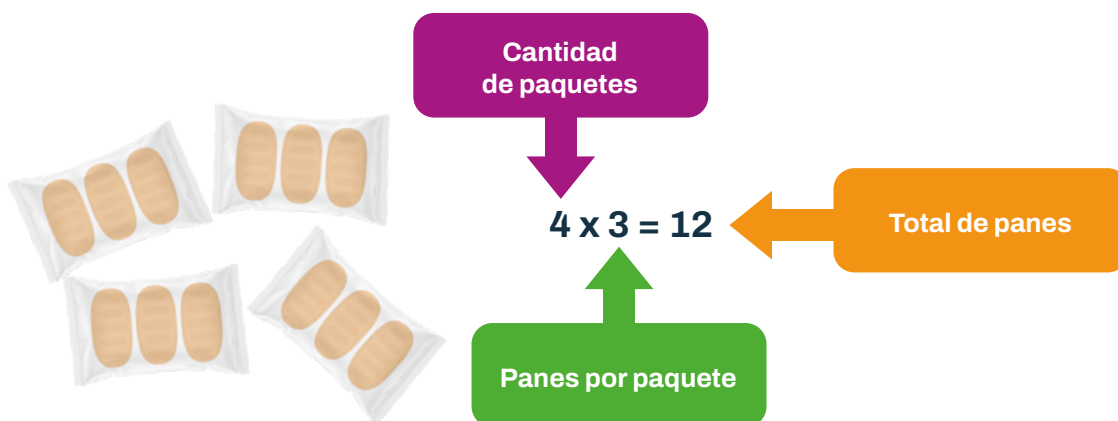 Cantidad
de paquetes
4 x 3 = 12
Total de panes
Panes por paquete